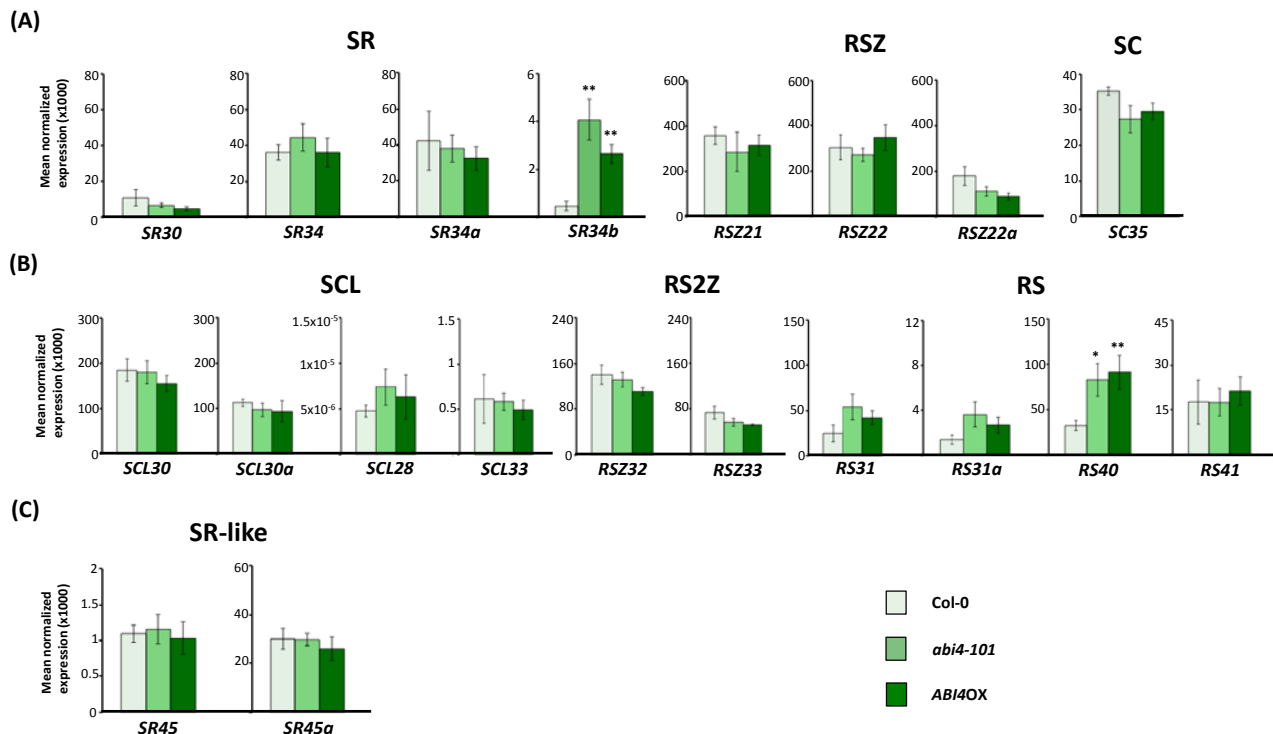 (A)
SR
RSZ
SC
Mean normalized
expression (x1000)
80
60
40
20
0
SR30
80
60
40
20
SR34
80
60
40
20
SR34a
6
4
2
**
**
SR34b
600
400
200
0
RSZ21
600
400
200
RSZ22
600
400
200
RSZ22a
40
30
20
10
0
SC35
(B)
SCL
RS2Z
RS
Mean normalized
expression (x1000)
300
200
100
0
SCL30
300
200
100
SCL30a
1.5x10-5
1x10-5
5x10-6
SCL28
1.5
1
0.5
SCL33
240
160
80
0
RSZ32
240
160
80
RSZ33
150
100
50
0
RS31
12
8
4
RS31a
150
100
50
*
**
RS40
45
30
15
RS41
(C)
SR-like
Mean normalized
expression (x1000)
2
1.5
1
0.5
0
SR45
60
40
20
SR45a
Col-0
abi4-101
ABI4OX